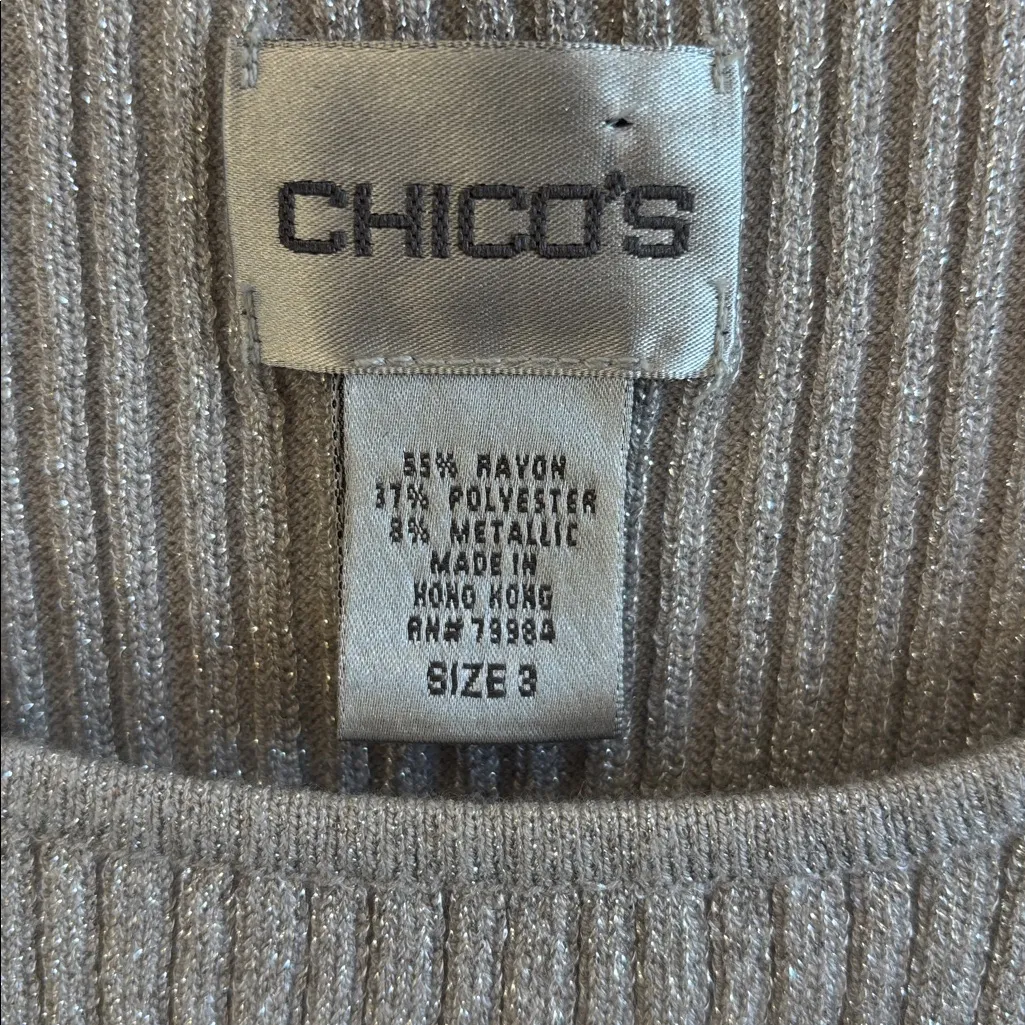 CHICO'S
55% RAYON
37% POLYESTER
8% METALLIC
MADE IN
HONG KONG
RN# 79984
SIZE 3